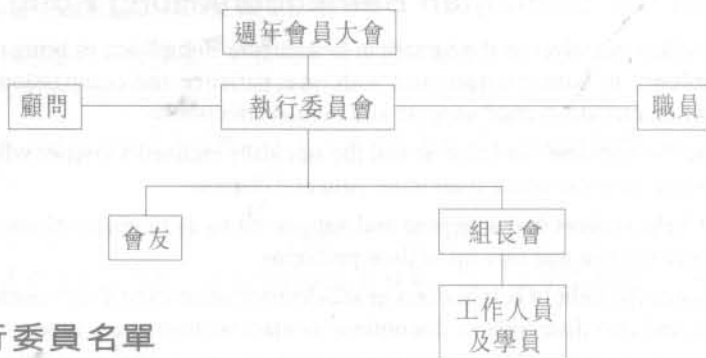 週年會員大會
顧問
執行委員會
職員
會友
組長會
工作人員
及學員
行委員名單